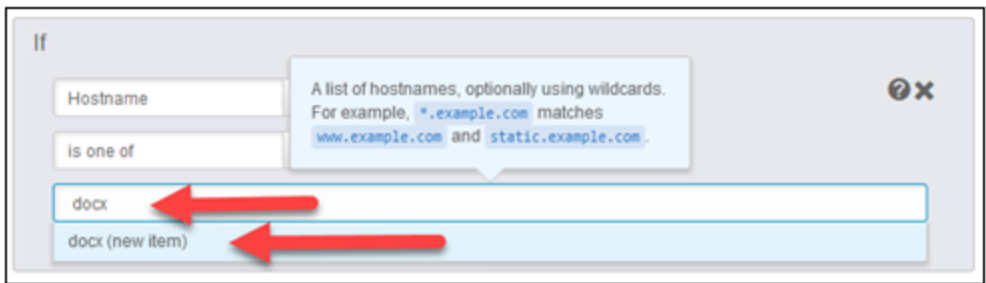 If
Hostname
A list of hostnames, optionally using wildcards.
For example, *.example.com matches
www.example.com and static.example.com.
is one of
docx
docx (new item)